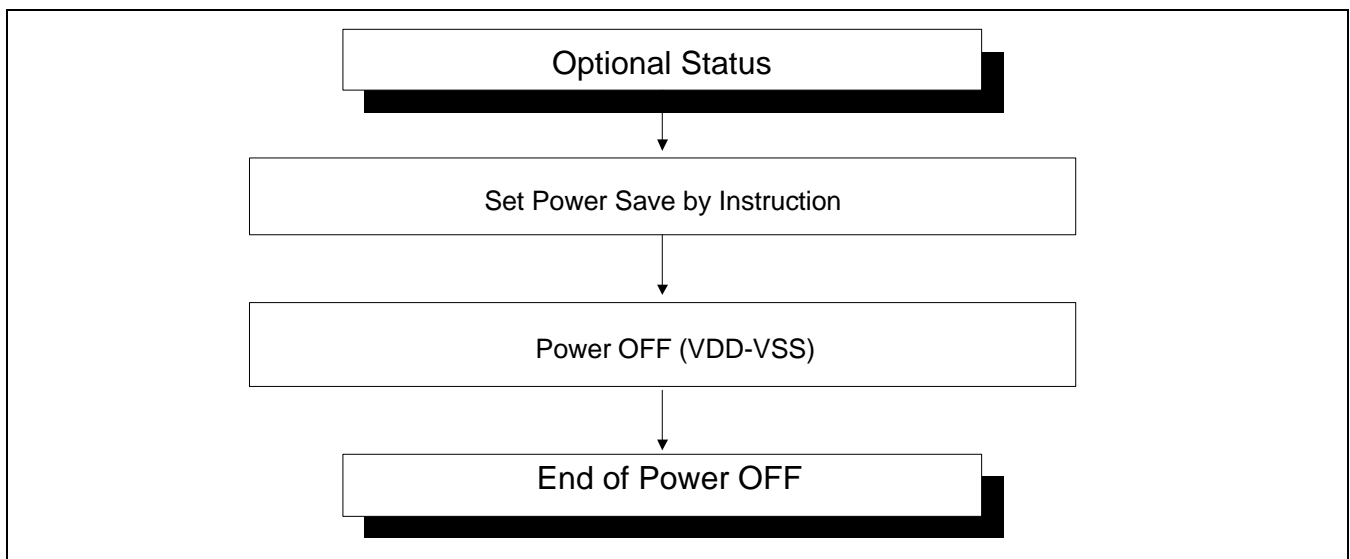 Optional Status
Set Power Save by Instruction
Power OFF (VDD-VSS)
End of Power OFF